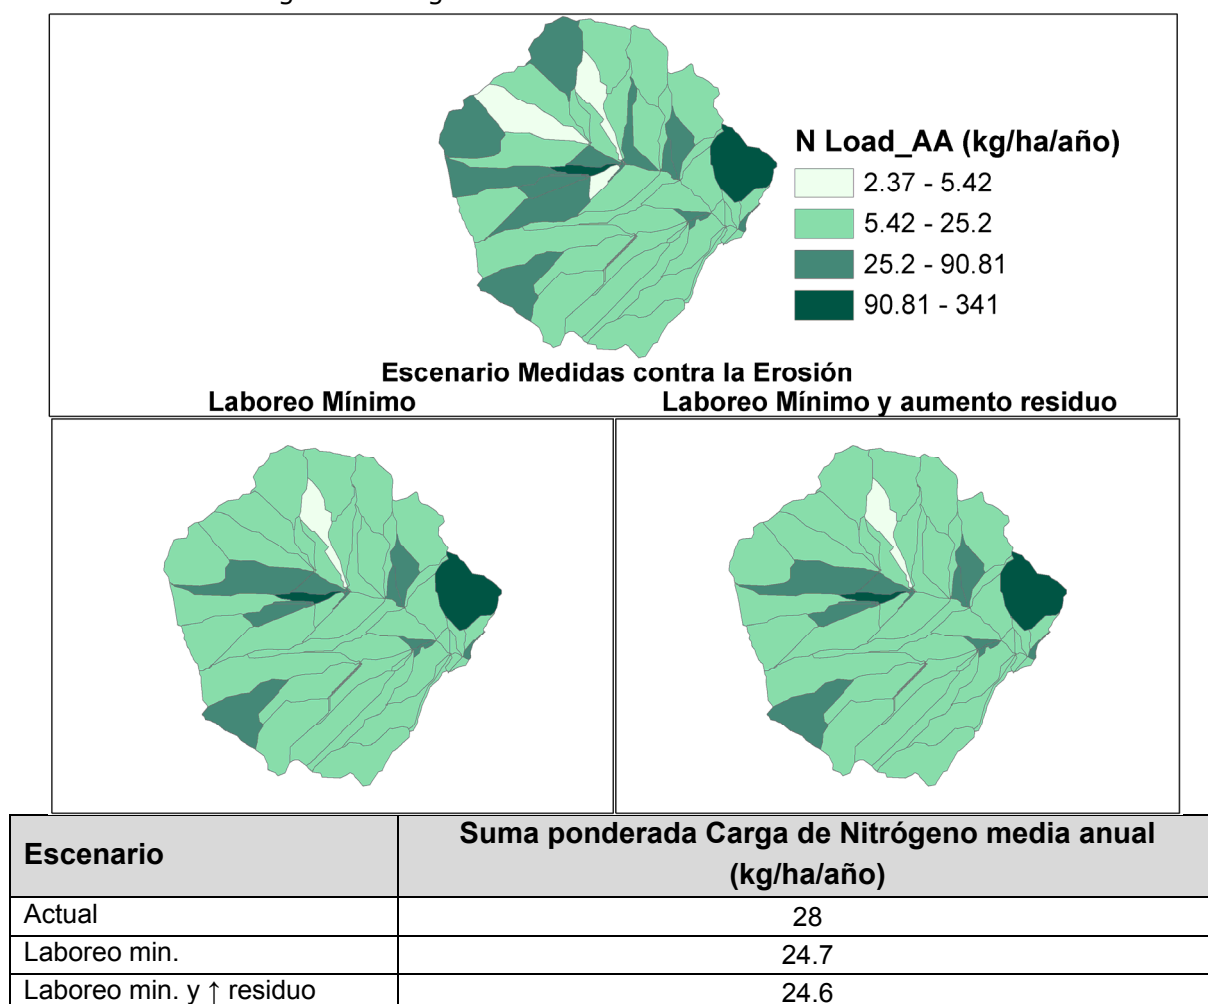 N Load_AA (kg/ha/año)
2.37 - 5.42
5.42 - 25.2
25.2 - 90.81
90.81 - 341
Escenario Medidas contra la Erosión
Laboreo Mínimo
Laboreo Mínimo y aumento residuo
Escenario
Suma ponderada Carga de Nitrógeno media anual
(kg/ha/año)
Actual
28
Laboreo min.
24.7
Laboreo min. y ↑ residuo
24.6